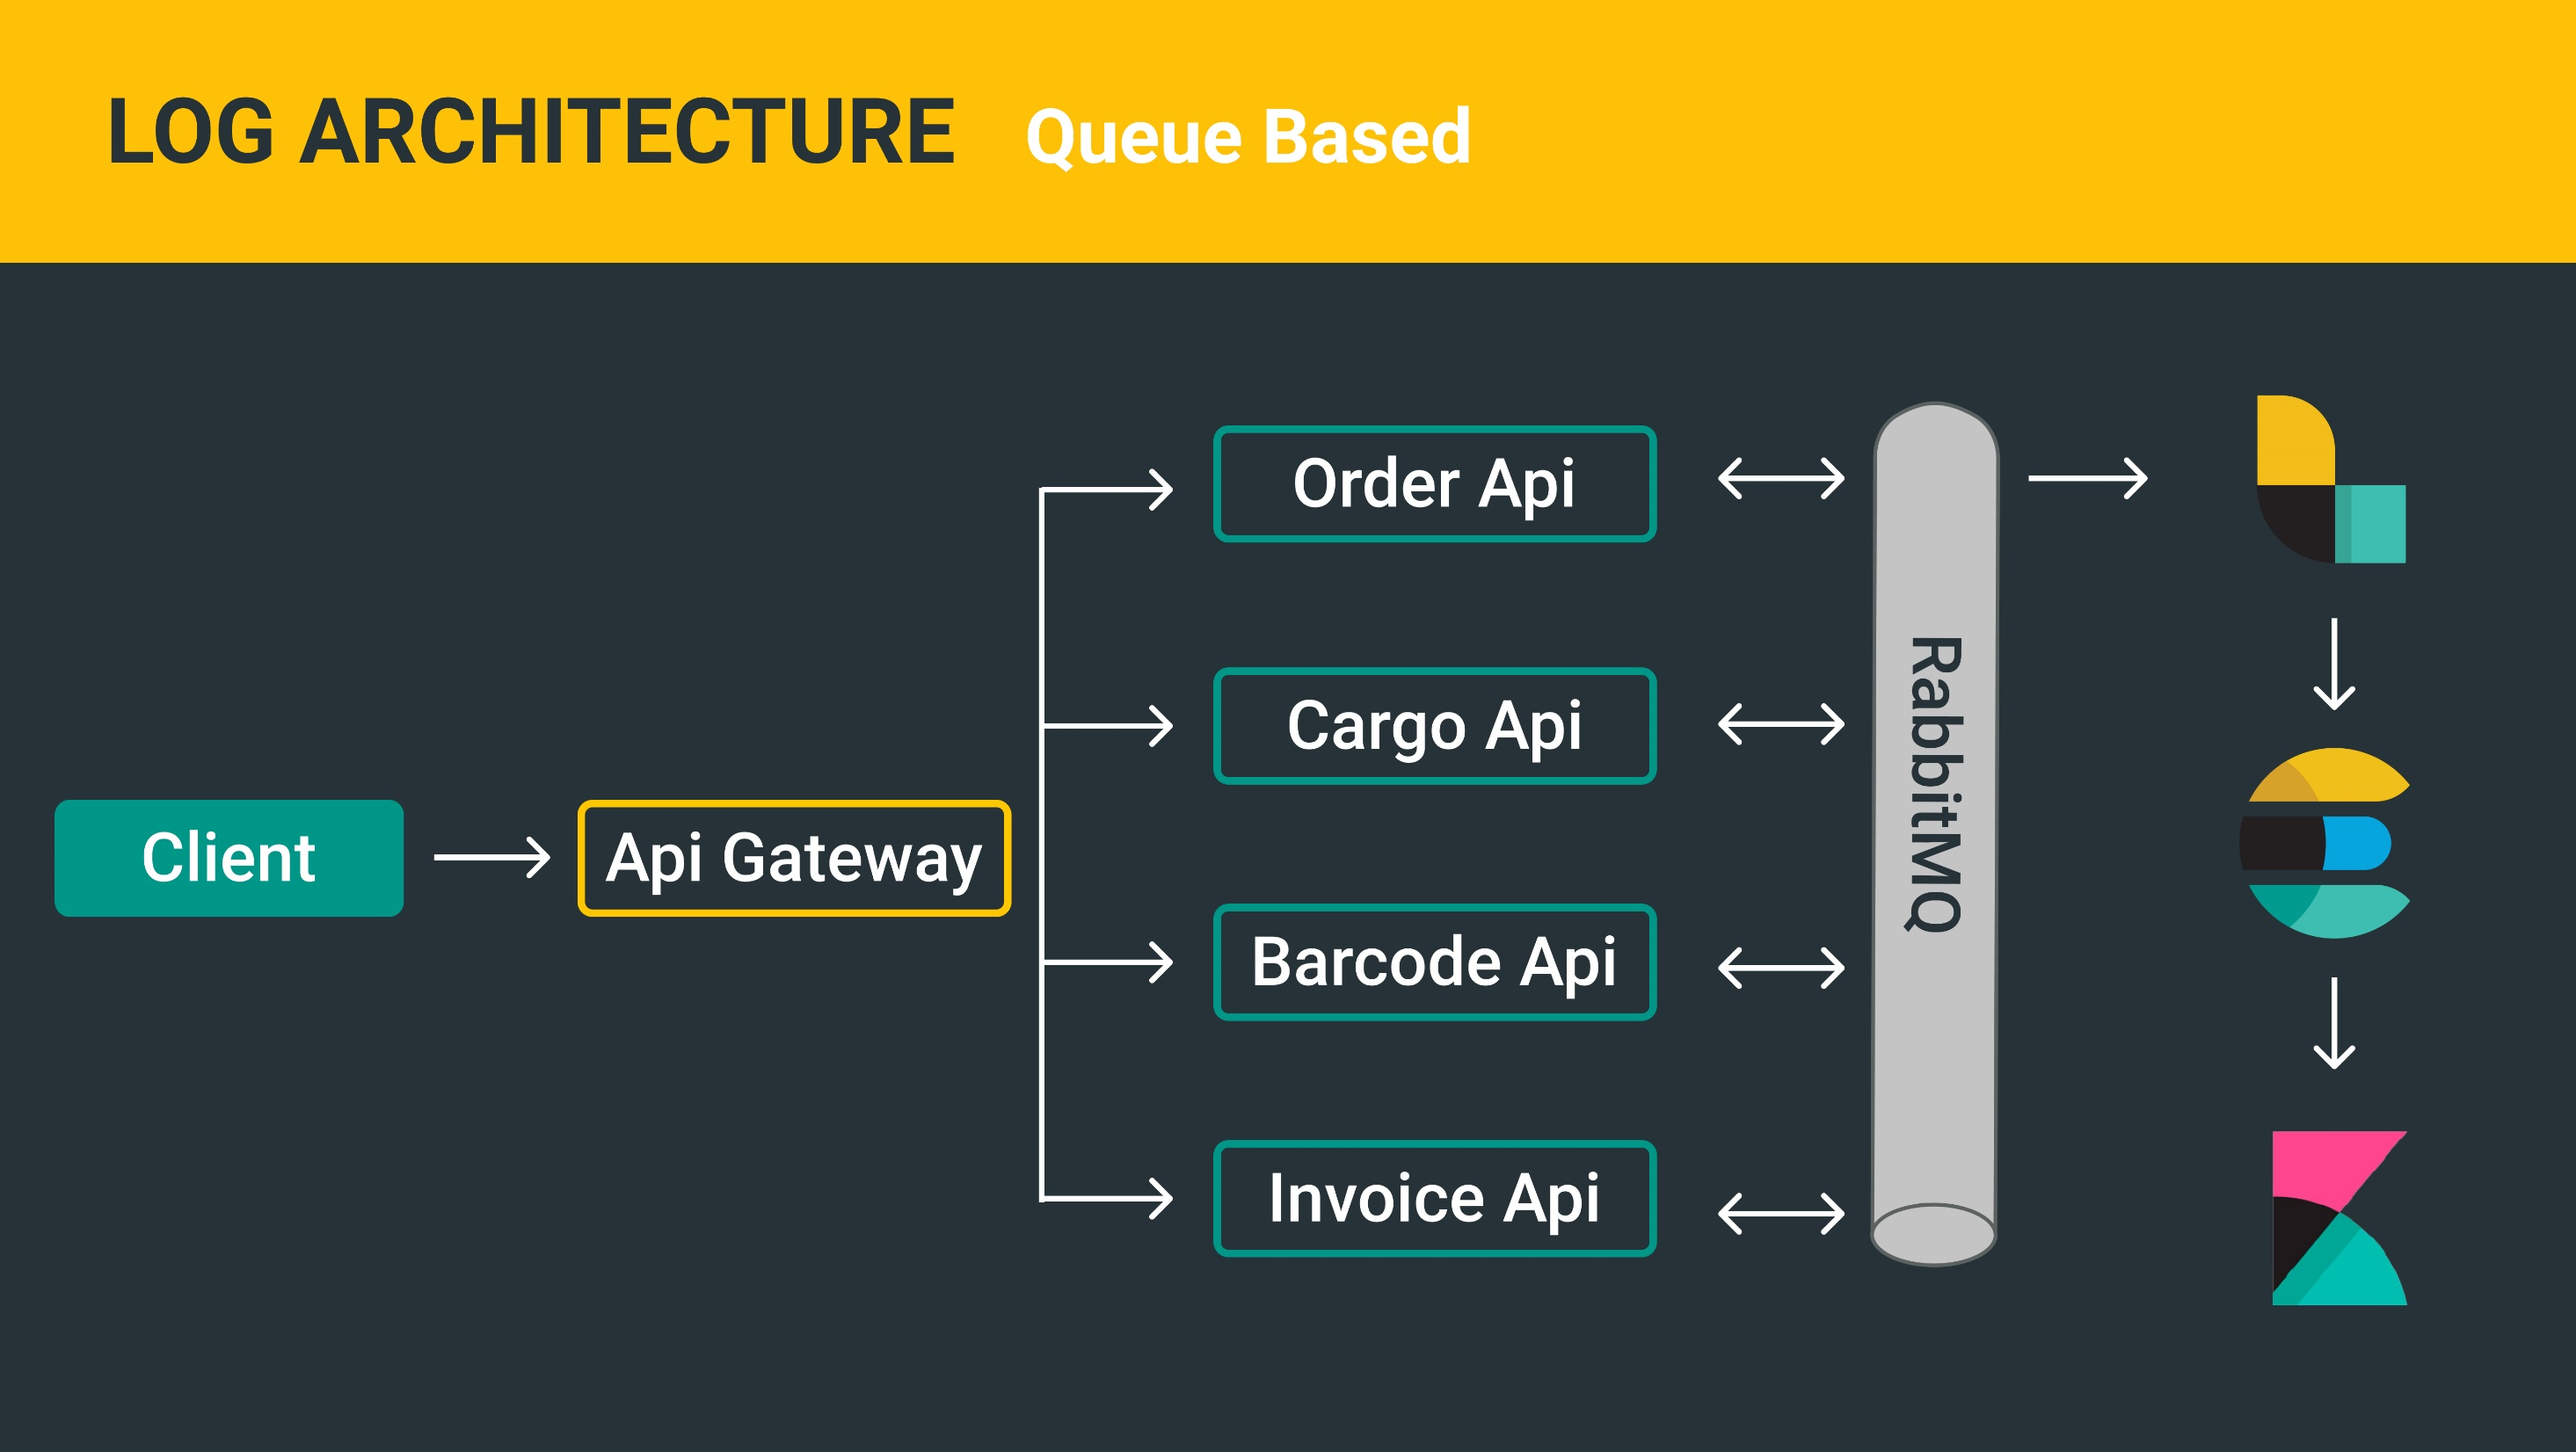 LOG ARCHITECTURE Queue Based
Client
Api Gateway
Order Api
Cargo Api
Barcode Api
Invoice Api
RabbitMQ